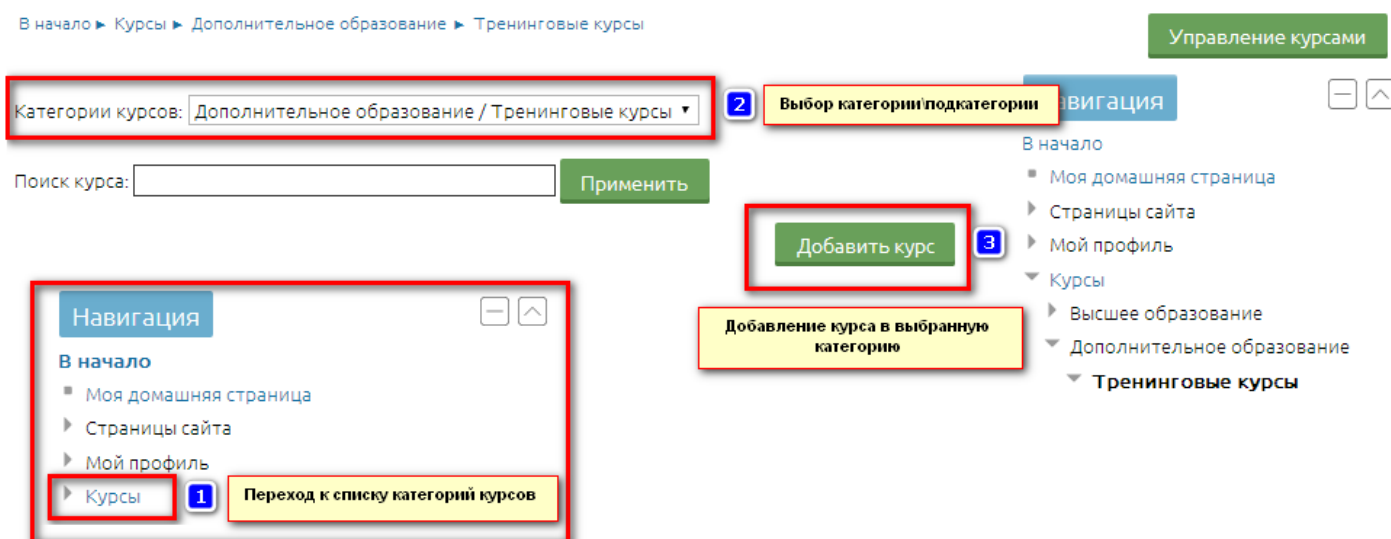 В начало ► Курсы ► Дополнительное образование ► Тренинговые курсы
Управление курсами
Категории курсов: Дополнительное образование / Тренинговые курсы
2
Выбор категории\подкатегории
Поиск курса:
Применить
Добавить курс
3
Добавление курса в выбранную
категорию
Навигация
В начало
Моя домашняя страница
Страницы сайта
Мой профиль
Курсы
1
Переход к списку категорий курсов
авигация
В начало
Моя домашняя страница
Страницы сайта
Мой профиль
Курсы
Высшее образование
Дополнительное образование
Тренинговые курсы